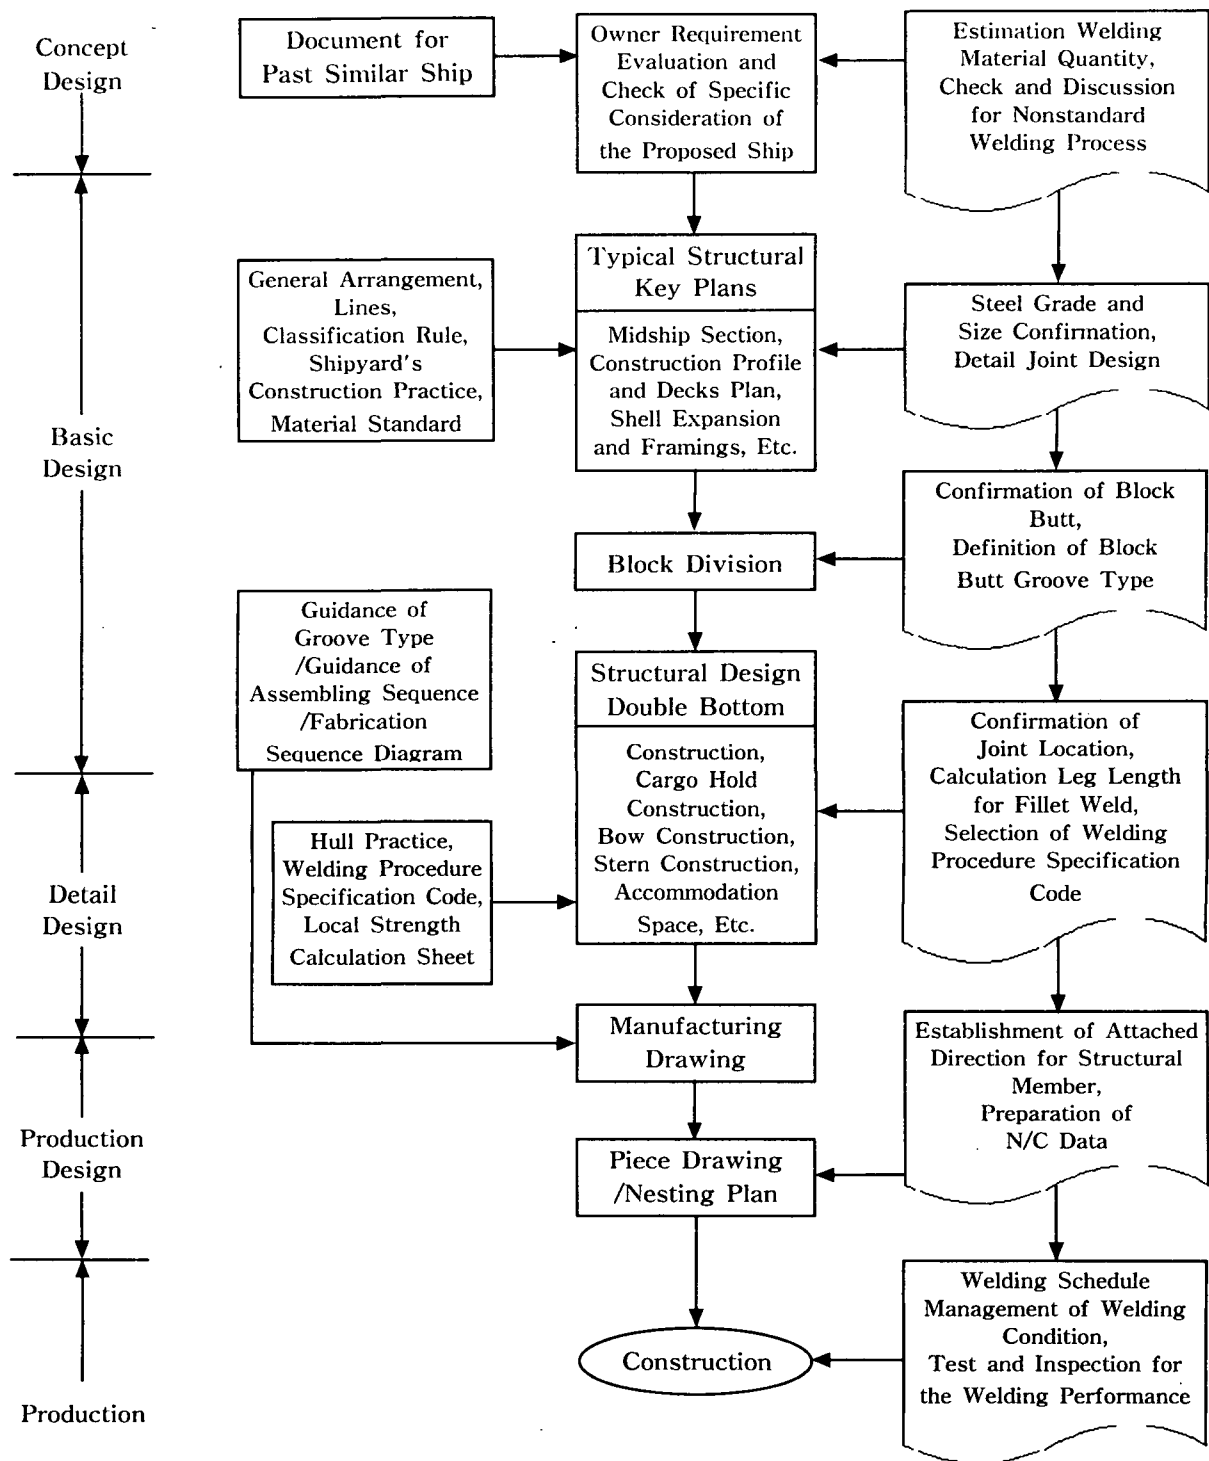 Concept
Design
Document for
Past Similar Ship
Owner Requirement
Evaluation and
Check of Specific
Consideration of
the Proposed Ship
Estimation Welding
Material Quantity,
Check and Discussion
for Nonstandard
Welding Process
Basic
Design
General Arrangement,
Lines,
Classification Rule,
Shipyard's
Construction Practice,
Material Standard
Typical Structural
Key Plans
Midship Section,
Construction Profile
and Decks Plan,
Shell Expansion
and Framings, Etc.
Steel Grade and
Size Confirmation,
Detail Joint Design
Block Division
Confirmation of Block
Butt,
Definition of Block
Butt Groove Type
Guidance of
Groove Type
/Guidance of
Assembling Sequence
/Fabrication
Sequence Diagram
Structural Design
Double Bottom
Construction,
Cargo Hold
Construction,
Bow Construction,
Stern Construction,
Accommodation
Space, Etc.
Confirmation of
Joint Location,
Calculation Leg Length
for Fillet Weld,
Selection of Welding
Procedure Specification
Code
Detail
Design
Hull Practice,
Welding Procedure
Specification Code,
Local Strength
Calculation Sheet
Manufacturing
Drawing
Establishment of Attached
Direction for Structural
Member,
Preparation of
N/C Data
Production
Design
Piece Drawing
/Nesting Plan
Construction
Welding Schedule
Management of Welding
Condition,
Test and Inspection for
the Welding Performance
Production